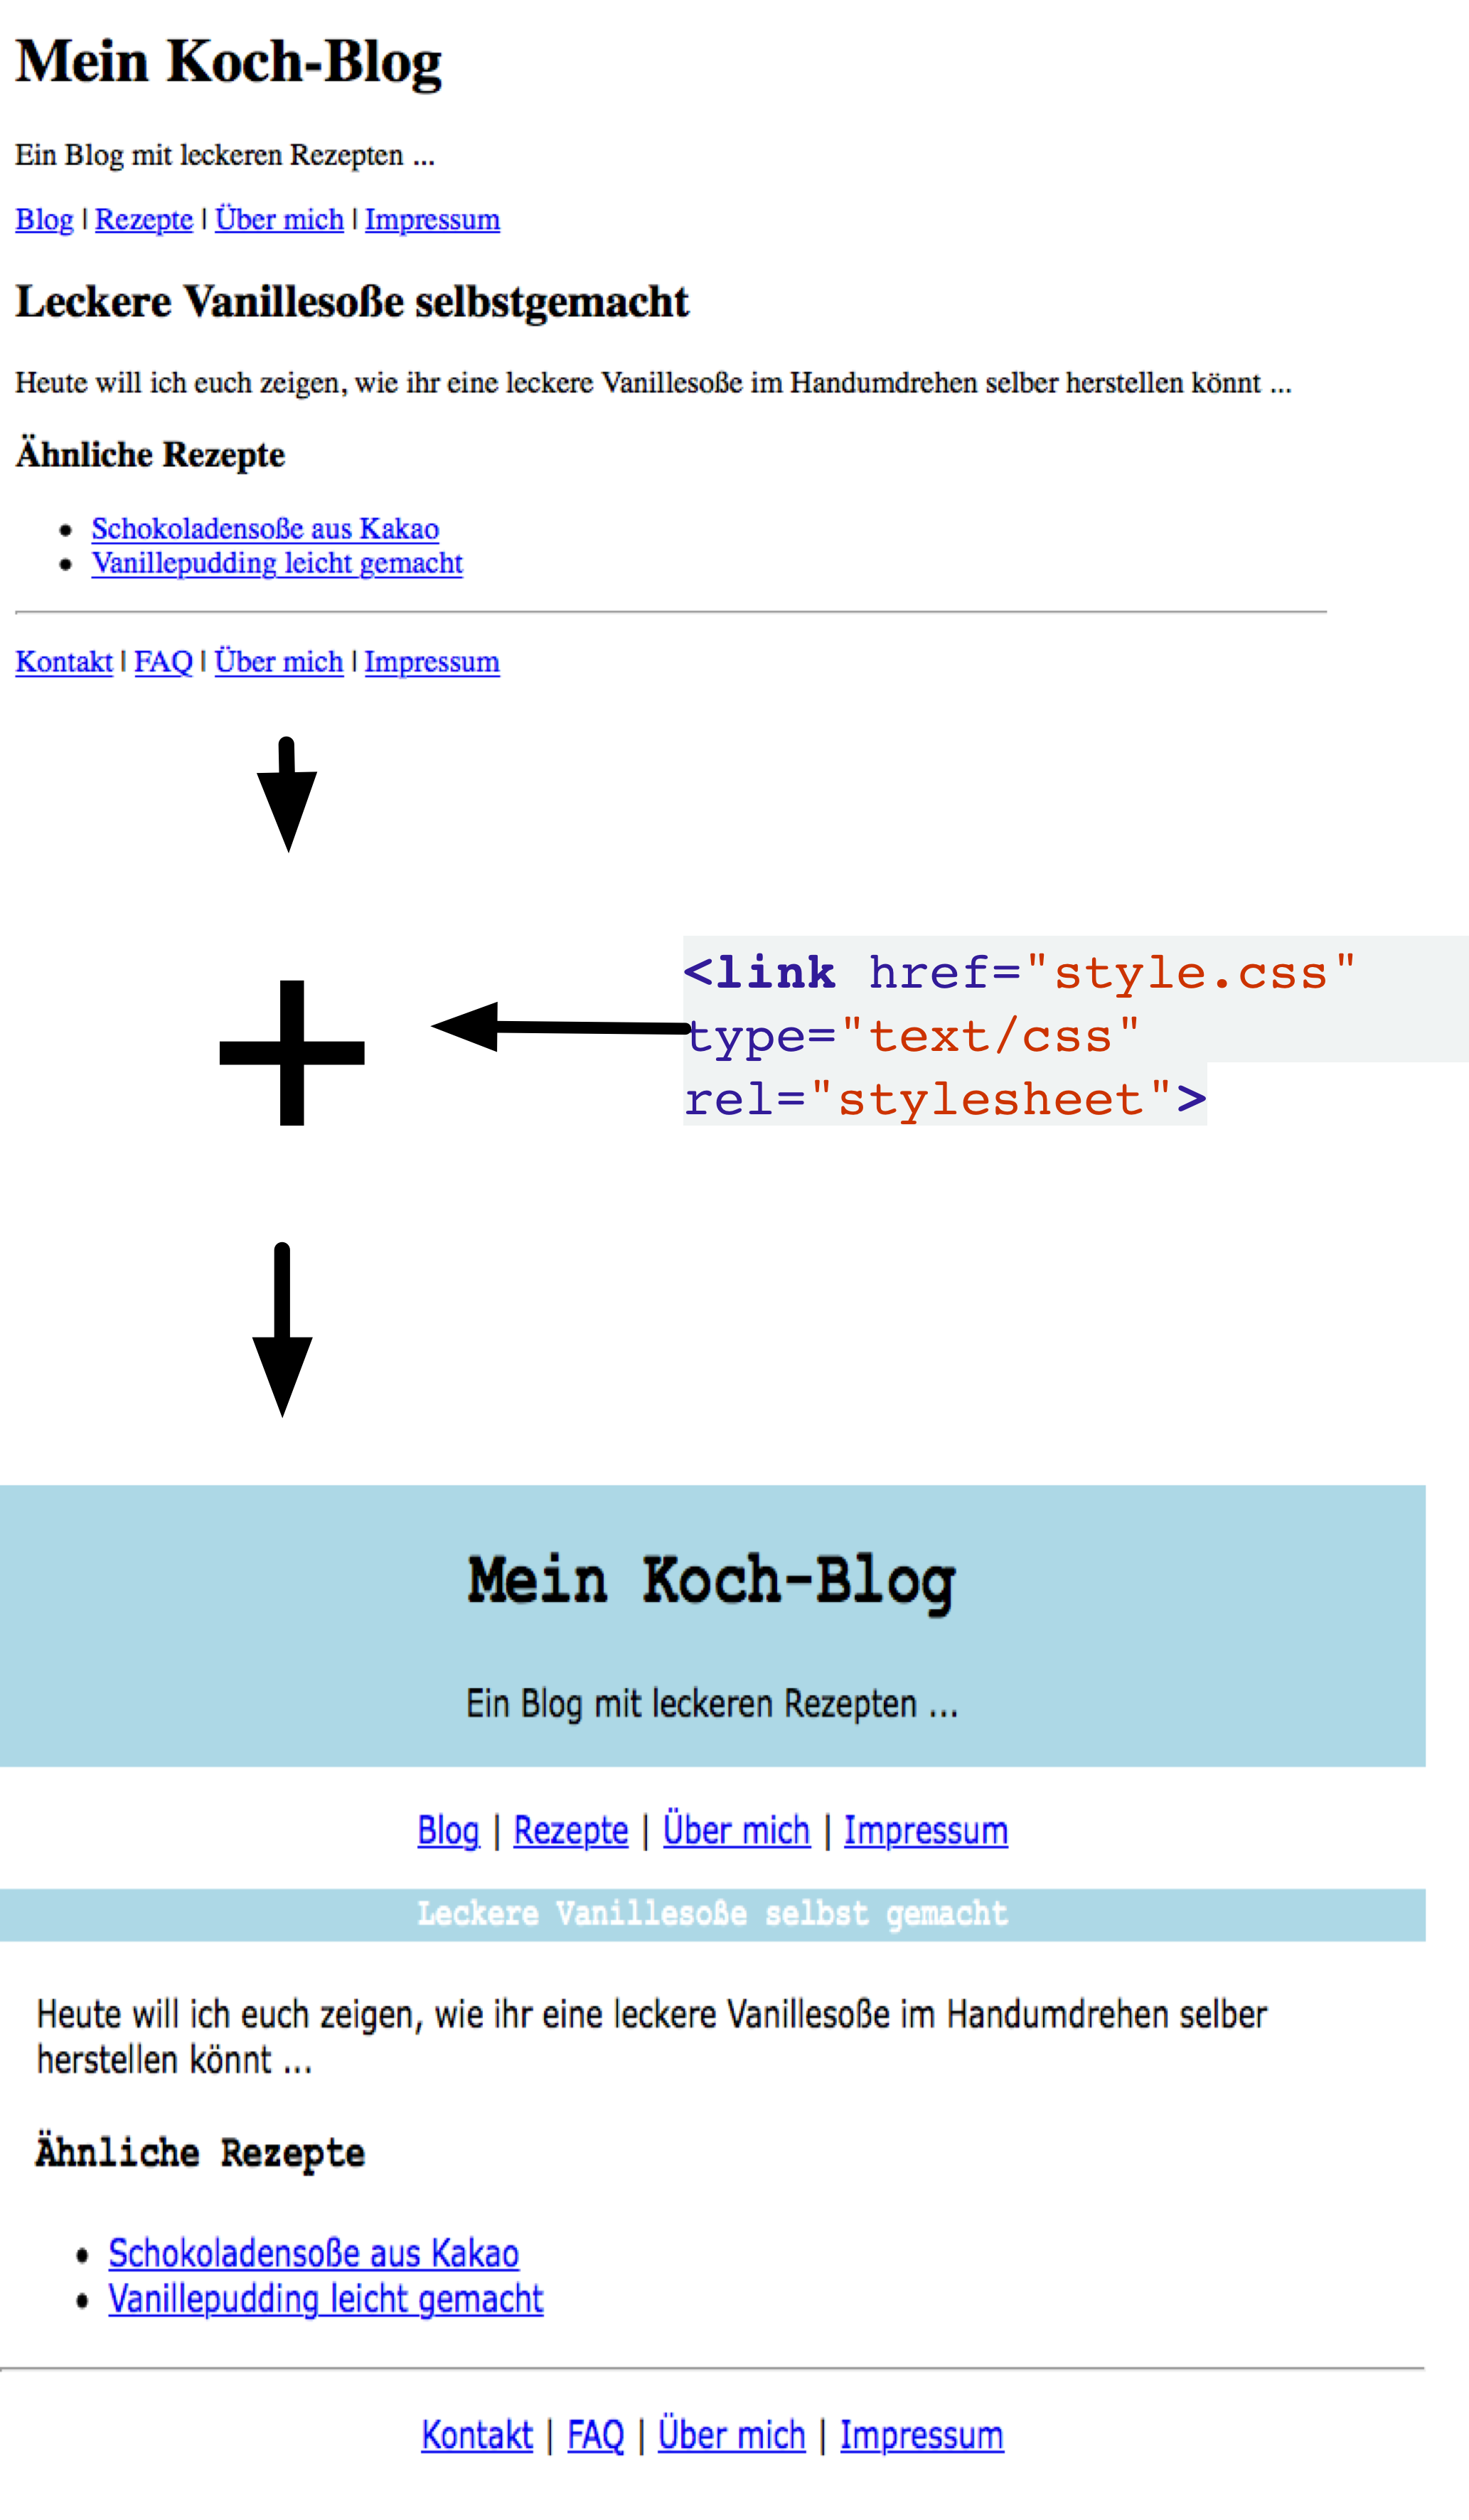 Mein Koch-Blog
Ein Blog mit leckeren Rezepten ...
Blog | Rezepte | Über mich | Impressum
Leckere Vanillesoße selbstgemacht
Heute will ich euch zeigen, wie ihr eine leckere Vanillesoße im Handumdrehen selber herstellen könnt ...
Ähnliche Rezepte
• Schokoladensoße aus Kakao
• Vanillepudding leicht gemacht
Kontakt | FAQ | Über mich | Impressum
+
<link href="style.css"
type="text/css"
rel="stylesheet">
Mein Koch-Blog
Ein Blog mit leckeren Rezepten ...
Blog | Rezepte | Über mich | Impressum
Leckere Vanillesoße selbst gemacht
Heute will ich euch zeigen, wie ihr eine leckere Vanillesoße im Handumdrehen selber
herstellen könnt ...
Ähnliche Rezepte
• Schokoladensoße aus Kakao
• Vanillepudding leicht gemacht
Kontakt | FAQ | Über mich | Impressum